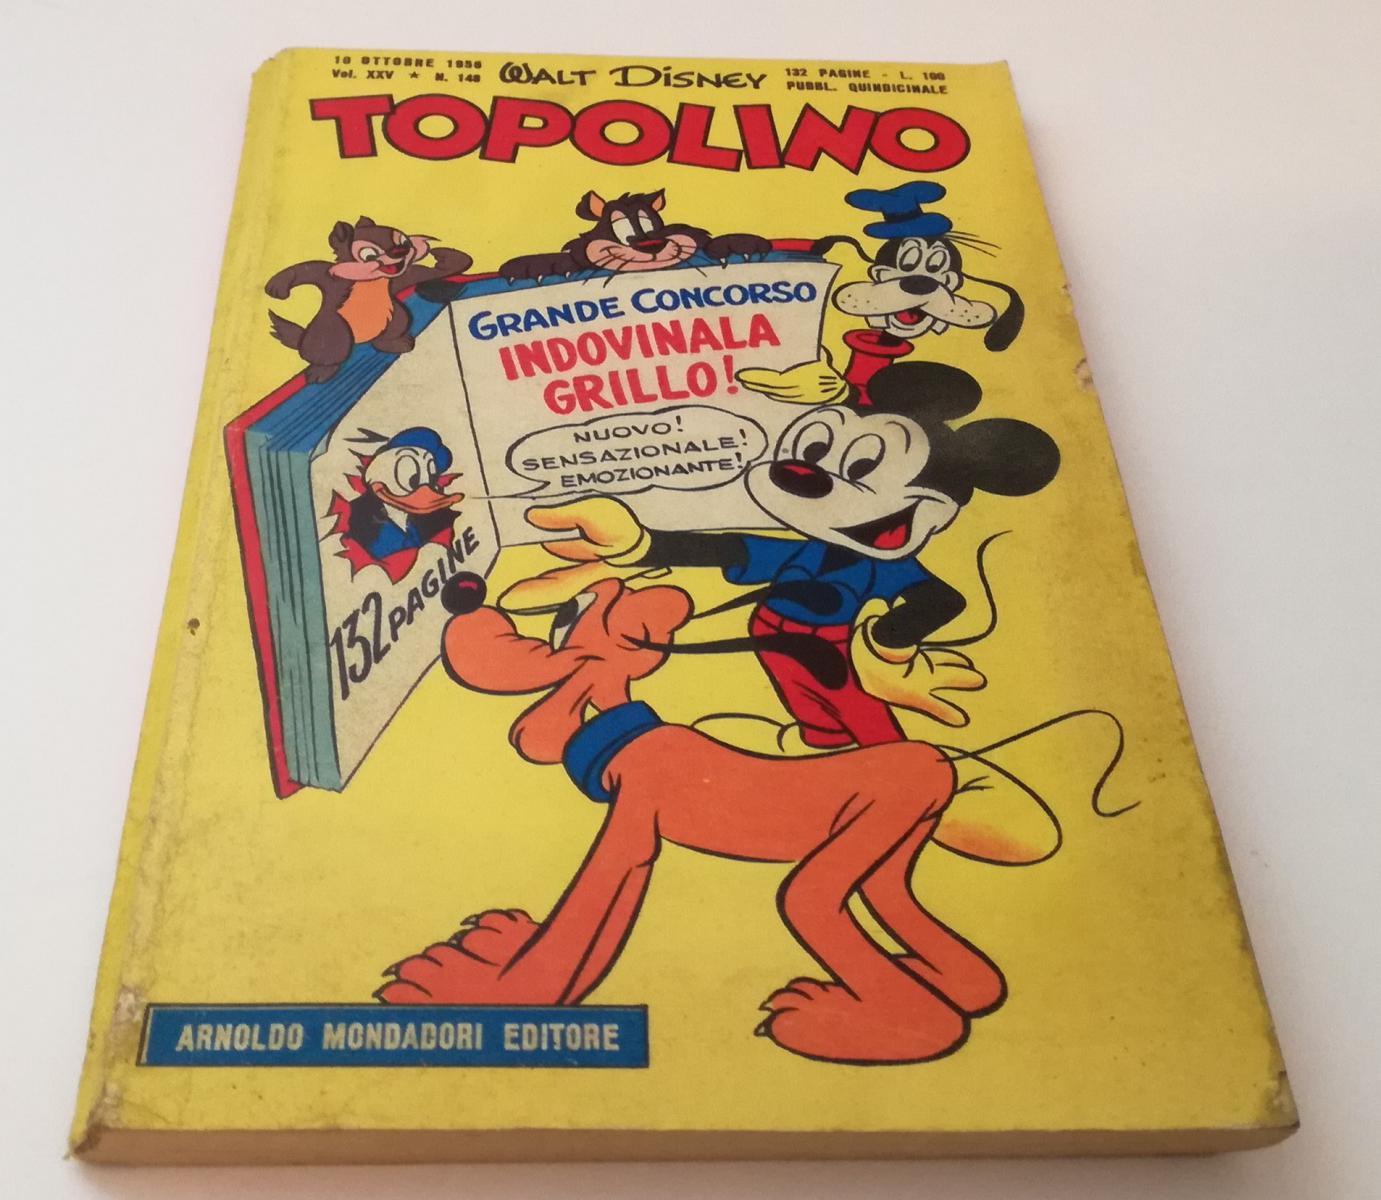 10 OTTOBRE 1956
Vol. XXV ★ N. 148
WALT DISNEY
132 PAGINE - L. 100
PUBBL. QUINDICINALE
TOPOLINO
GRANDE CONCORSO
INDOVINALA
GRILLO!
NUOVO!
SENSAZIONALE!
EMOZIONANTE!
132 PAGINE
ARNOLDO MONDADORI EDITORE